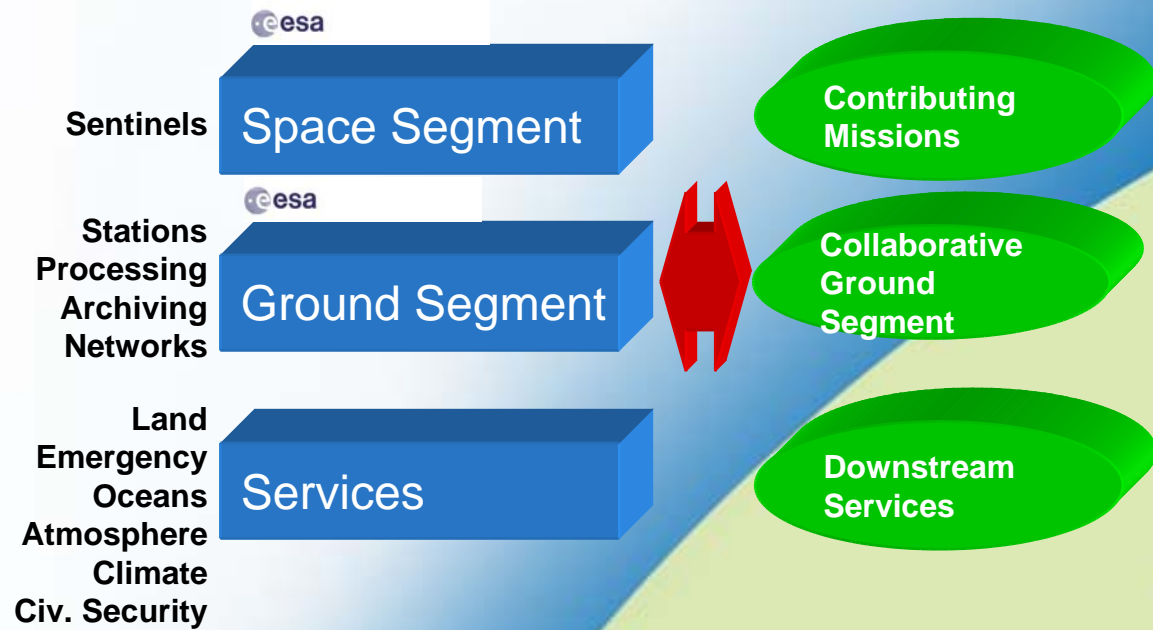 esa
Sentinels
Space Segment
Contributing
Missions
esa
Stations
Processing
Archiving
Networks
Ground Segment
Collaborative
Ground
Segment
Land
Emergency
Oceans
Atmosphere
Climate
Civ. Security
Services
Downstream
Services